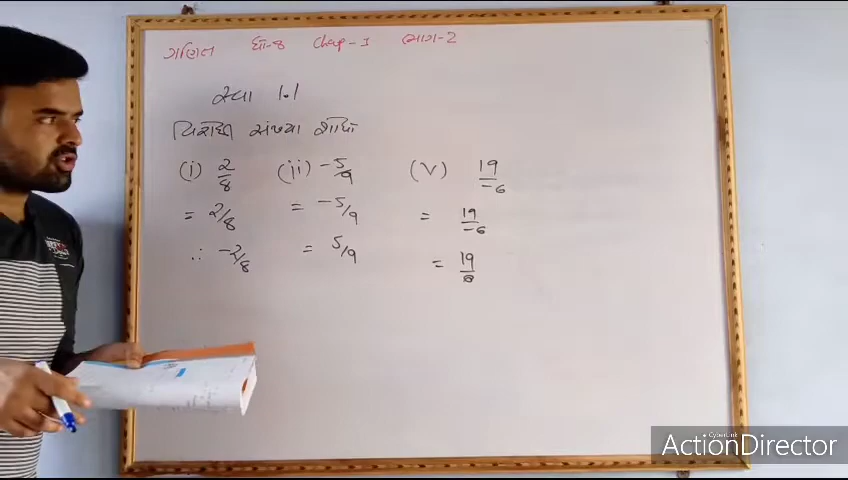 ગણિત ધો-8 Chap-1 ભાગ-2
સ્વા 1.1
વિરોધી સંખ્યા શોધો
(i) 2/8 (ii) -5/9 (v) 19/-6
= 2/8 = -5/9 = 19/-6
∴ -2/8 = 5/9 = 19/6
CyberLink
ActionDirector